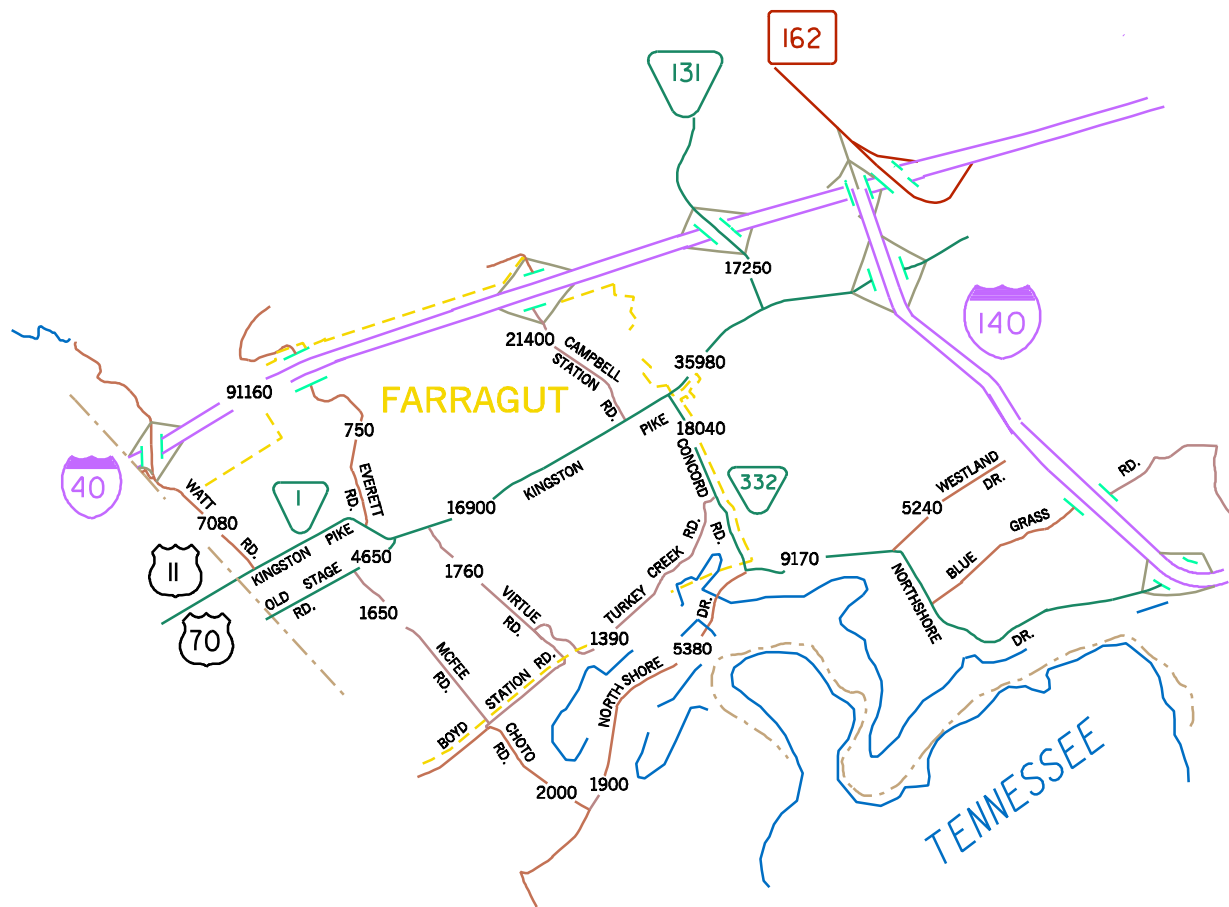 162
131
17250
140
21400
CAMPBELL
STATION RD.
35980
91160
FARRAGUT
750
PIKE
18040
KINGSTON
CONCORD
RD.
332
WESTLAND
DR.
RD.
40
WATT
RD.
7080
1
EVERETT
RD.
16900
5240
GRASS
BLUE
11
KINGSTON PIKE
4650
9170
70
OLD STAGE
RD.
1760
TURKEY CREEK RD.
NORTHSHORE
DR.
1650
VIRTUE
RD.
1390
DR.
5380
MCFEE
RD.
BOYD STATION RD.
NORTH SHORE
CHOTO
RD.
2000
1900
TENNESSEE